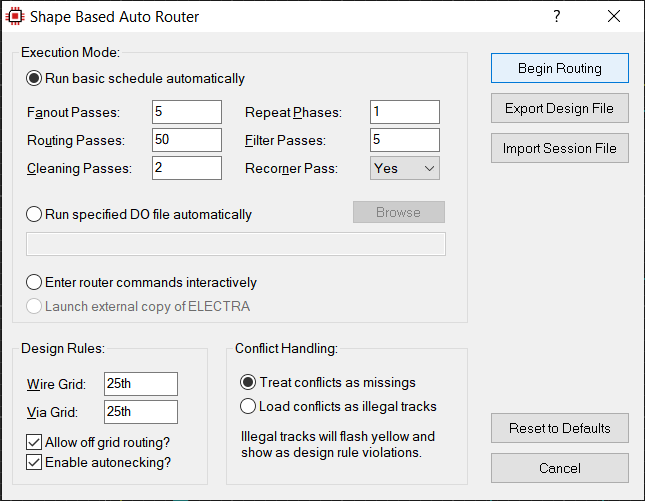 Shape Based Auto Router
? ×
Execution Mode:
Run basic schedule automatically
Fanout Passes: 5 Repeat Phases: 1
Routing Passes: 50 Filter Passes: 5
Cleaning Passes: 2 Recorner Pass: Yes
Run specified DO file automatically Browse
Enter router commands interactively
Launch external copy of ELECTRA
Begin Routing
Export Design File
Import Session File
Design Rules:
Wire Grid: 25th
Via Grid: 25th
Allow off grid routing?
Enable autonecking?
Conflict Handling:
Treat conflicts as missings
Load conflicts as illegal tracks
Illegal tracks will flash yellow and
show as design rule violations.
Reset to Defaults
Cancel